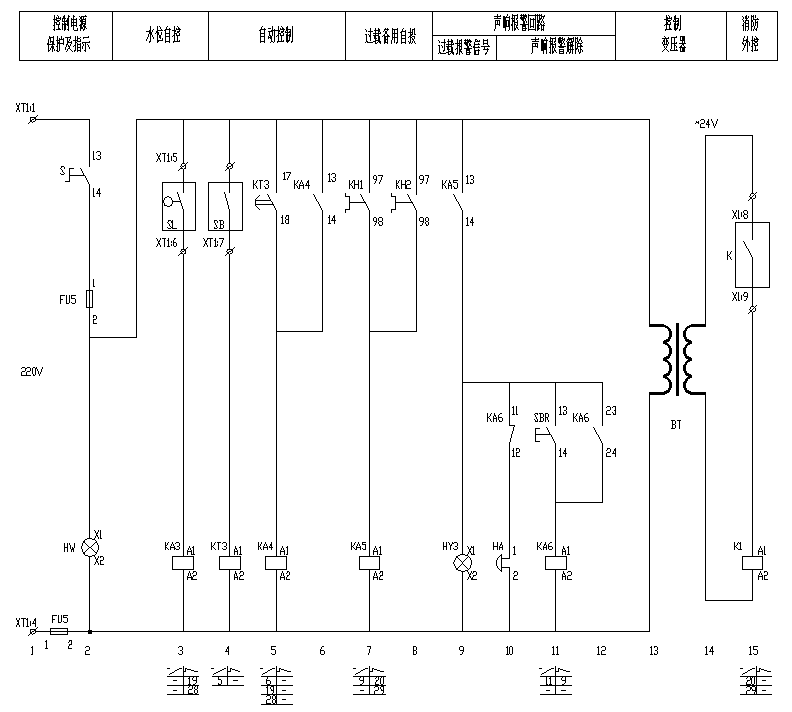 控制电源
保护及指示
水位自控
自动控制
过载备用自投
声响报警回路
过载报警信号 声响报警解除
控制
变压器
消防
外控
XT1:1
~24V
S 13
14
XT1:5
KT3 17
18
KA4 13
14
KH1 97
98
KH2 97
98
KA5 13
14
SL
SB
XT1:6
XT1:7
X1:8
K
X1:9
FU5 1
2
220V
KA6 11
12
SBR 13
14
KA6 23
24
BT
HW X1
X2
KA3 A1
A2
KT3 A1
A2
KA4 A1
A2
KA5 A1
A2
HY3 X1
X2
HA 1
2
KA6 A1
A2
K1 A1
A2
XT1:4
FU5
1 2
1 2 3 4 5 6 7 8 9 10 11 12 13 14 15
- 19
- 28
5 -
6 -
19 -
28 -
9 20
- 29
11 9
- -
20 -
29 -